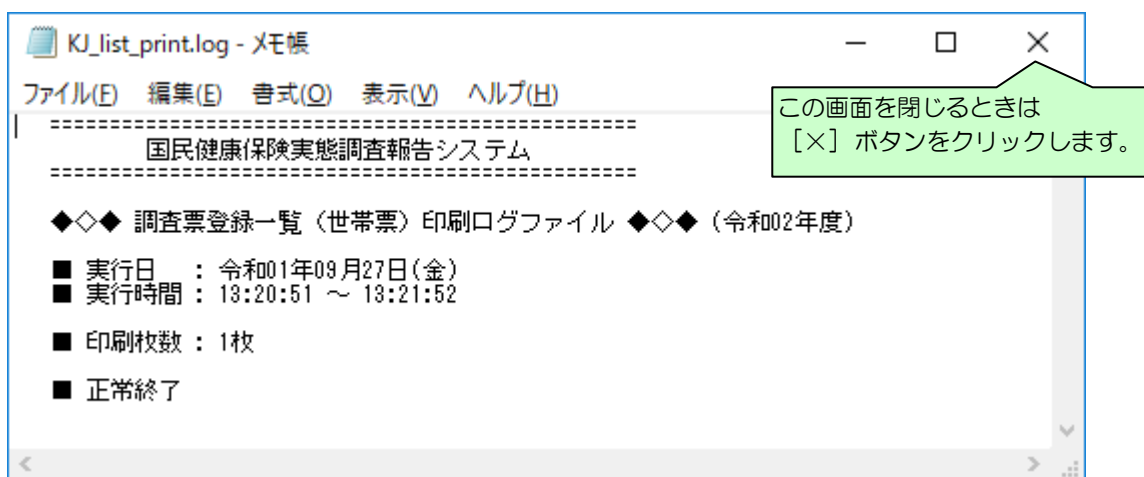 KJ_list_print.log - メモ帳
ファイル(F) 編集(E) 書式(O) 表示(V) ヘルプ(H)
この画面を閉じるときは
［×］ボタンをクリックします。
=================================================
国民健康保険実態調査報告システム
=================================================
◆◇◆ 調査票登録一覧（世帯票）印刷ログファイル ◆◇◆（令和02年度）
■ 実行日　 : 令和01年09月27日(金)
■ 実行時間 : 13:20:51 ～ 13:21:52
■ 印刷枚数 : 1枚
■ 正常終了